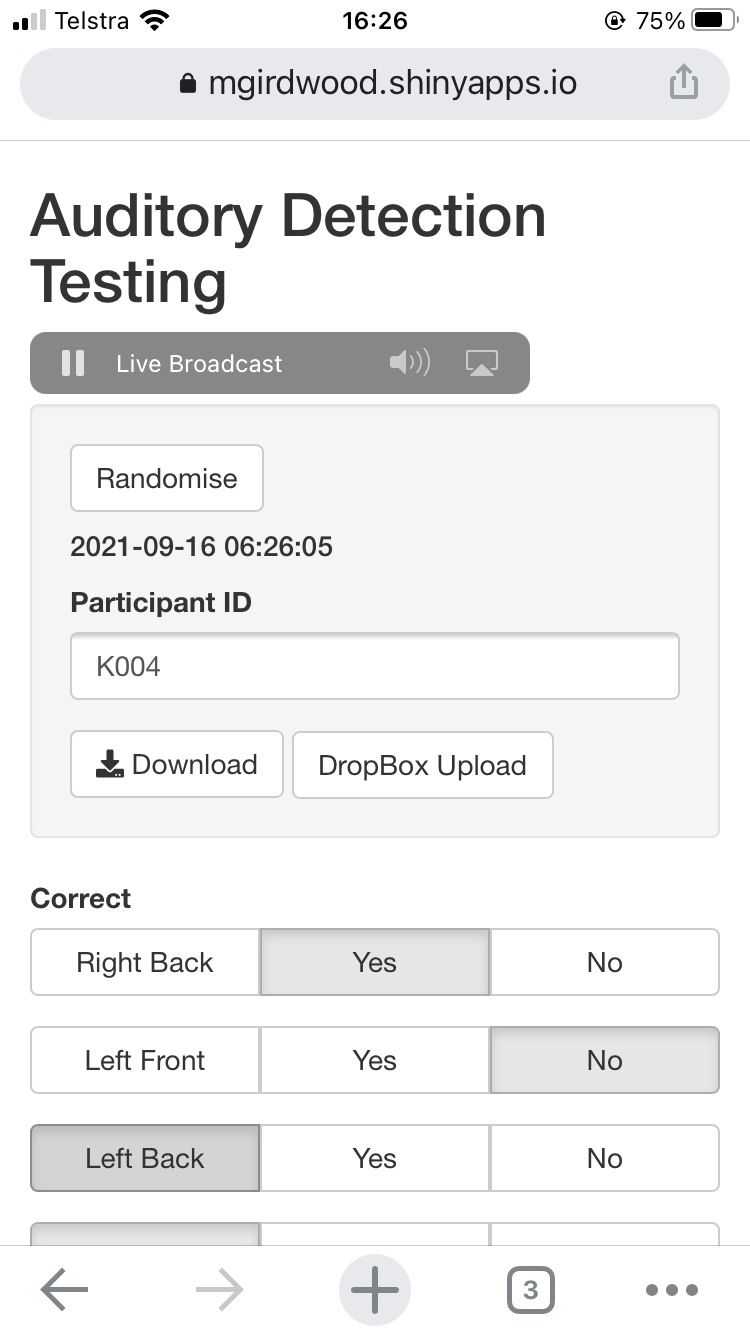 Telstra 16:26 75%
mgirdwood.shinyapps.io
Auditory Detection
Testing
Live Broadcast
Randomise
2021-09-16 06:26:05
Participant ID
K004
Download DropBox Upload
Correct
Right Back Yes No
Left Front Yes No
Left Back Yes No
3